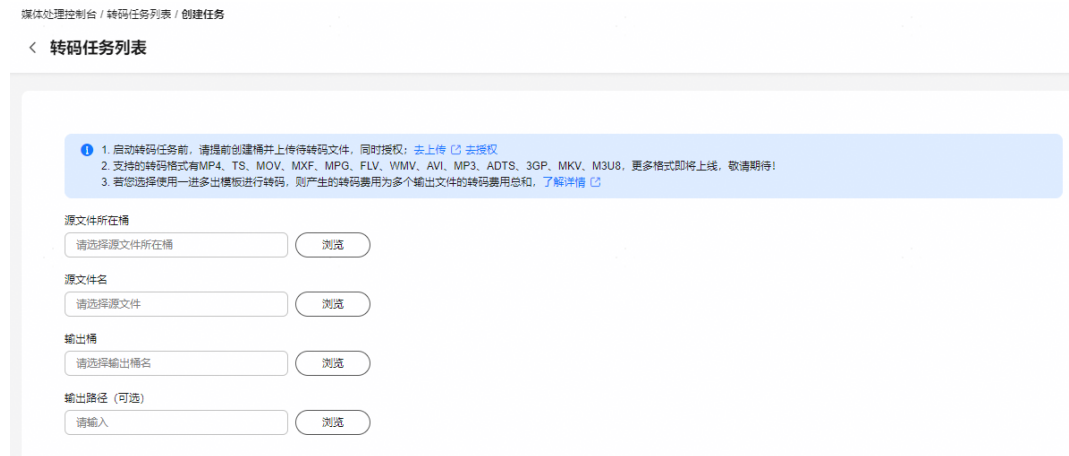 媒体处理控制台 / 转码任务列表 / 创建任务
转码任务列表
1. 启动转码任务前，请提前创建桶并上传待转码文件，同时授权：去上传 去授权
2. 支持的转码格式有MP4、TS、MOV、MXF、MPG、FLV、WMV、AVI、MP3、ADTS、3GP、MKV、M3U8，更多格式即将上线，敬请期待！
3. 若您选择使用一进多出模板进行转码，则产生的转码费用为多个输出文件的转码费用总和，了解详情
源文件所在桶
请选择源文件所在桶 浏览
源文件名
请选择源文件 浏览
输出桶
请选择输出桶名 浏览
输出路径（可选）
请输入 浏览